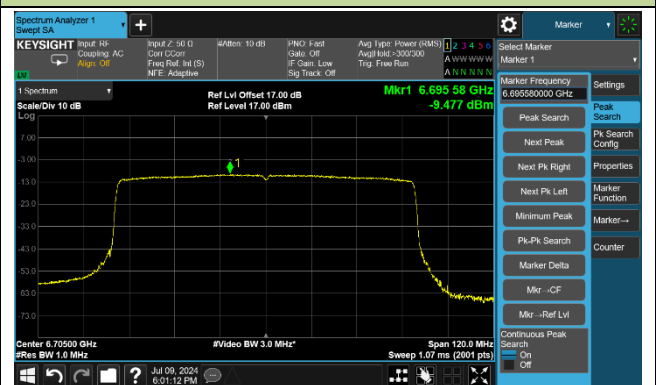 Spectrum Analyzer 1
Swept SA
Marker
KEYSIGHT
Input: RF
Coupling: AC
Align: Off
Input Z: 50 Ω
Corr CCorr
Freq Ref: Int (S)
NFE: Adaptive
#Atten: 10 dB
PNO: Fast
Gate: Off
IF Gain: Low
Sig Track: Off
Avg Type: Power (RMS)
Avg|Hold:>300/300
Trig: Free Run
1 2 3 4 5 6
A W W W W W
A N N N N N
LM
Select Marker
Marker 1
1 Spectrum
Scale/Div 10 dB
Log
Ref Lvl Offset 17.00 dB
Ref Level 17.00 dBm
Mkr1 6.695 58 GHz
-9.477 dBm
7.00
-3.00
-13.0
-23.0
-33.0
-43.0
-53.0
-63.0
-73.0
1
Center 6.70500 GHz
#Res BW 1.0 MHz
#Video BW 3.0 MHz*
Span 120.0 MHz
Sweep 1.07 ms (2001 pts)
Marker Frequency
6.695580000 GHz
Peak Search
Next Peak
Next Pk Right
Next Pk Left
Minimum Peak
Pk-Pk Search
Marker Delta
Mkr→CF
Mkr→Ref Lvl
Continuous Peak
Search
On
Off
Settings
Peak
Search
Pk Search
Config
Properties
Marker
Function
Marker→
Counter
?
Jul 09, 2024
6:01:12 PM